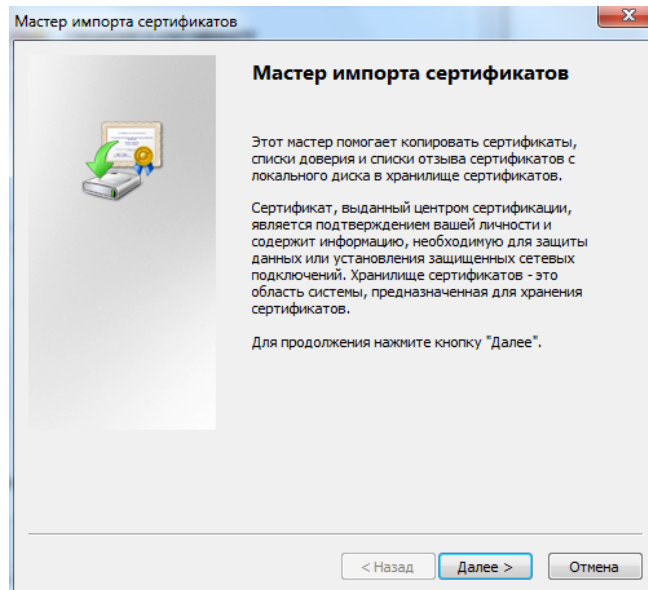 Мастер импорта сертификатов
Мастер импорта сертификатов
Этот мастер помогает копировать сертификаты,
списки доверия и списки отзыва сертификатов с
локального диска в хранилище сертификатов.
Сертификат, выданный центром сертификации,
является подтверждением вашей личности и
содержит информацию, необходимую для защиты
данных или установления защищенных сетевых
подключений. Хранилище сертификатов - это
область системы, предназначенная для хранения
сертификатов.
Для продолжения нажмите кнопку "Далее".
< Назад Далее > Отмена